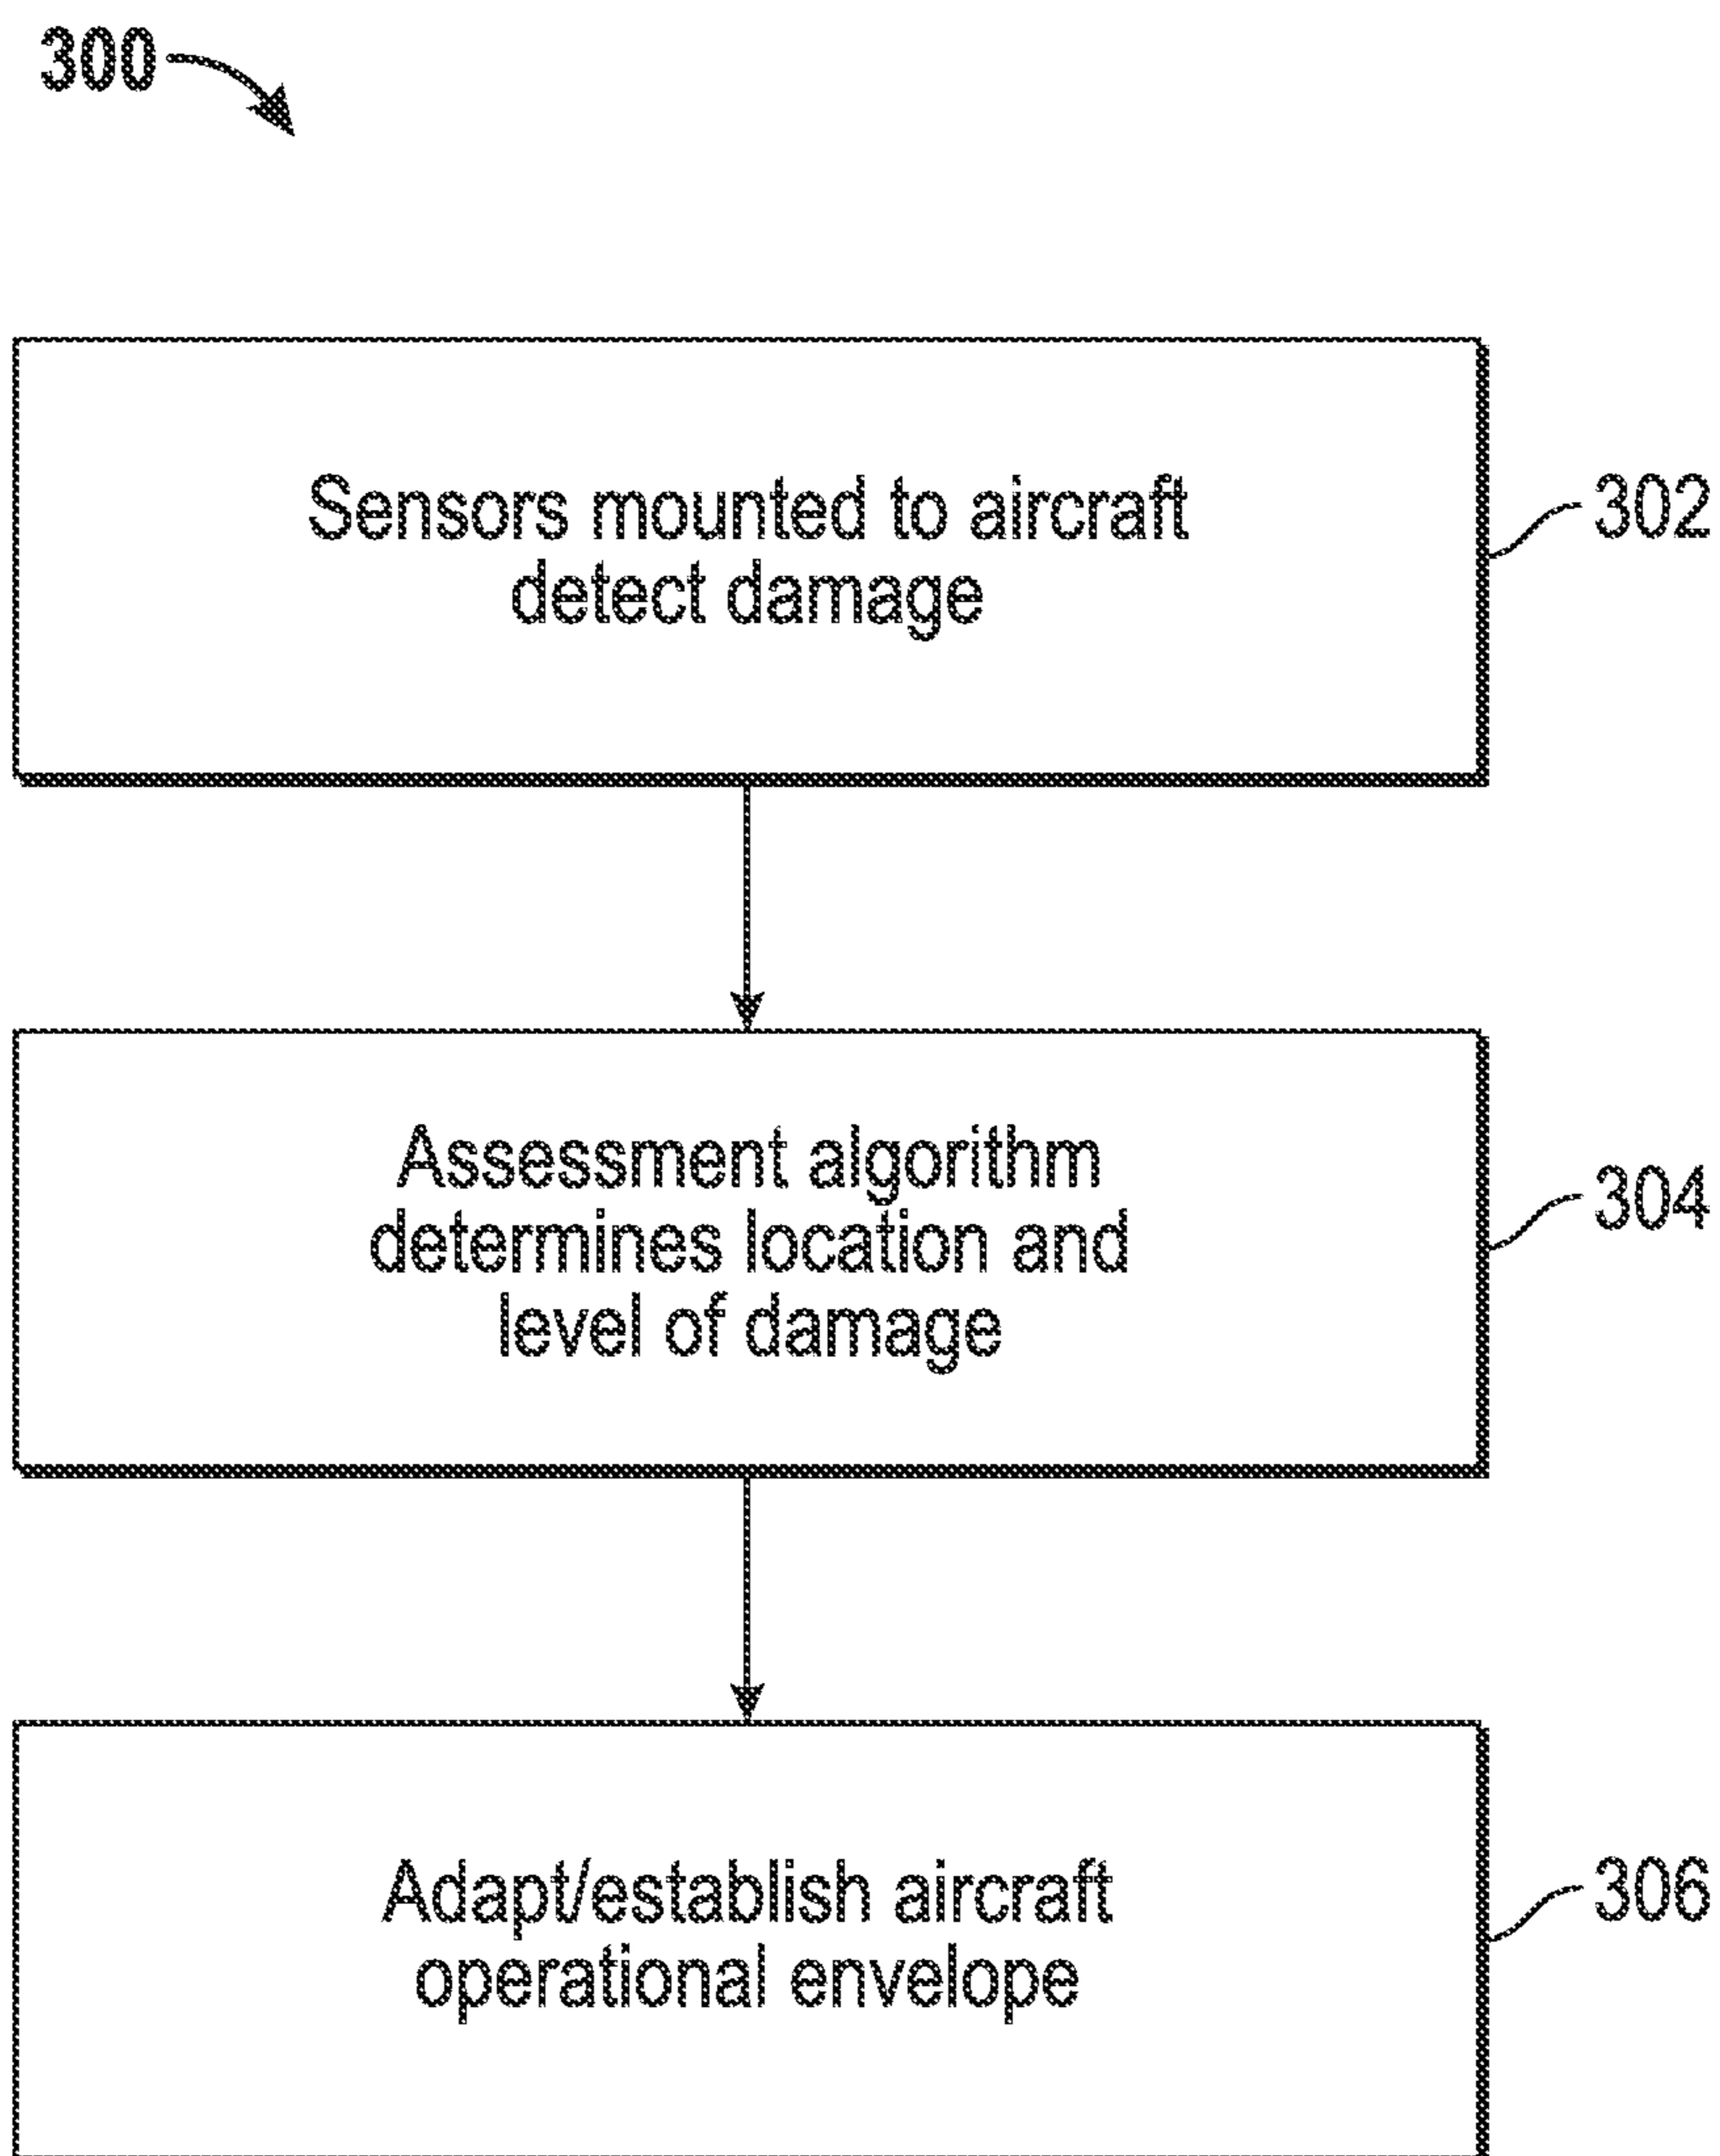 300
Sensors mounted to aircraft
detect damage
302
Assessment algorithm
determines location and
level of damage
304
Adapt/establish aircraft
operational envelope
306